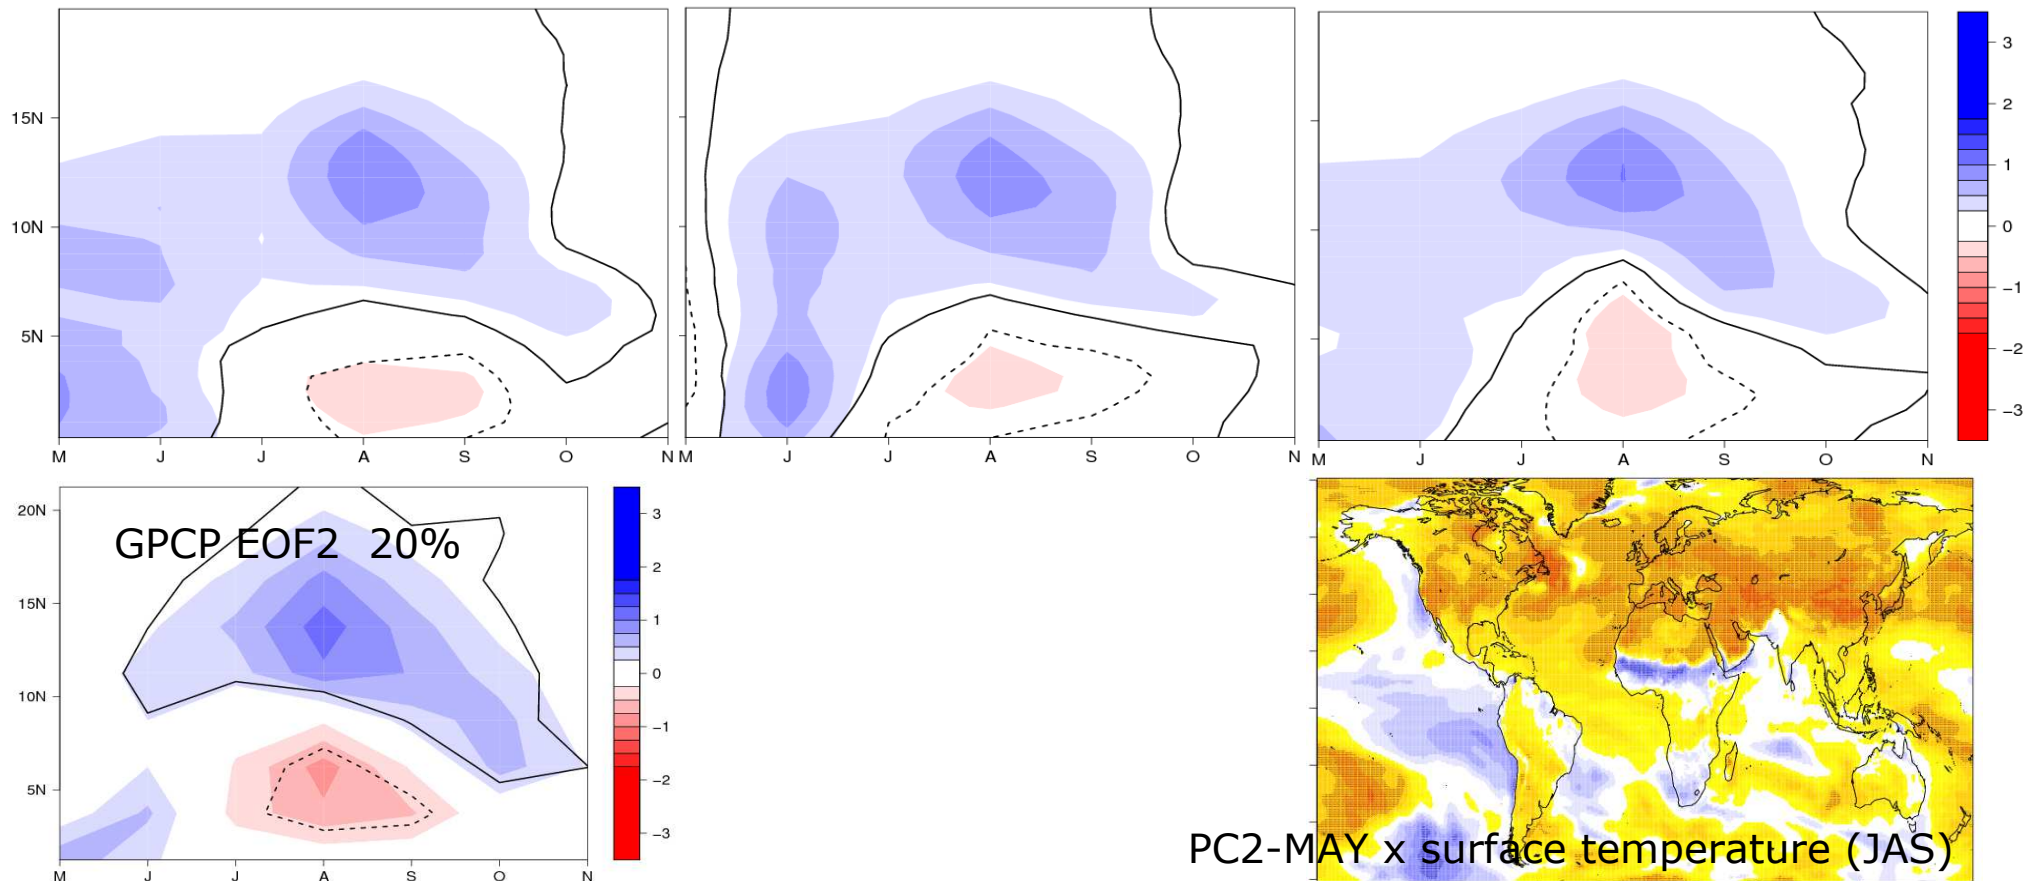 15N
10N
5N
M J J A S O N
M J J A S O N
M J J A S O N
3
2
1
0
−1
−2
−3
GPCP EOF2 20%
20N
15N
10N
5N
M J J A S O N
3
2
1
0
−1
−2
−3
PC2-MAY x surface temperature (JAS)